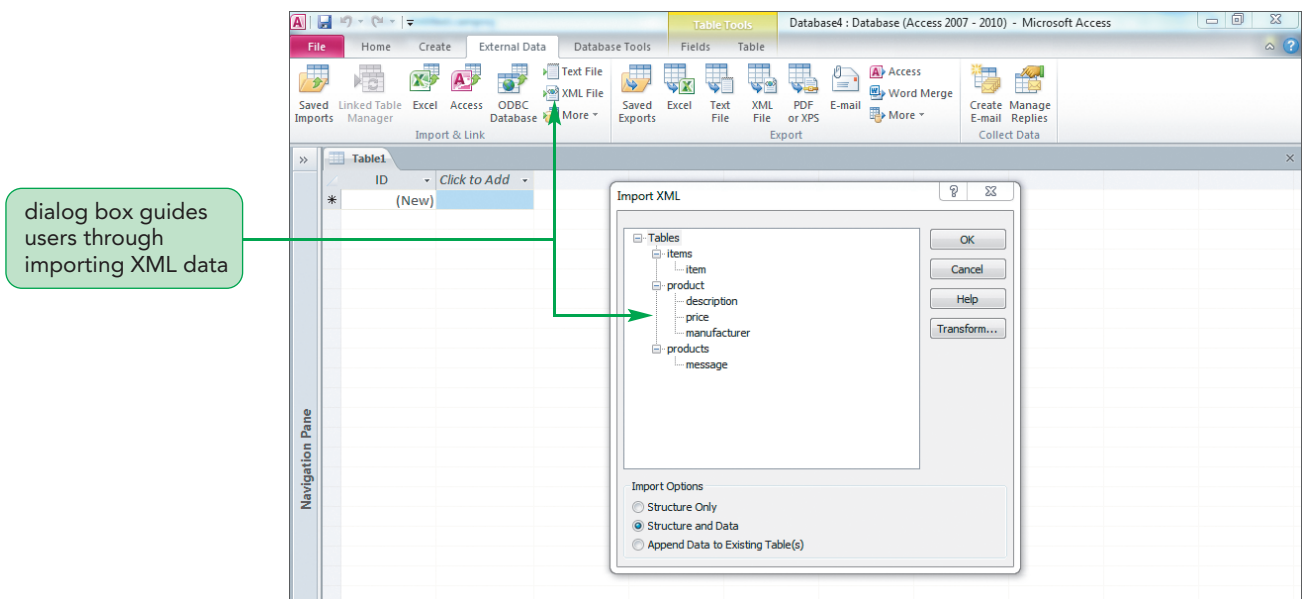 Table Tools
Database4 : Database (Access 2007 - 2010) - Microsoft Access
File Home Create External Data Database Tools Fields Table
Saved Imports
Linked Table Manager
Excel
Access
ODBC Database
Text File
XML File
More
Import & Link
Saved Exports
Excel
Text File
XML File
PDF or XPS
E-mail
Access
Word Merge
More
Export
Create E-mail
Manage Replies
Collect Data
Table1
ID Click to Add
(New)
Navigation Pane
dialog box guides
users through
importing XML data
Import XML
Tables
items
item
product
description
price
manufacturer
products
message
OK
Cancel
Help
Transform...
Import Options
Structure Only
Structure and Data
Append Data to Existing Table(s)